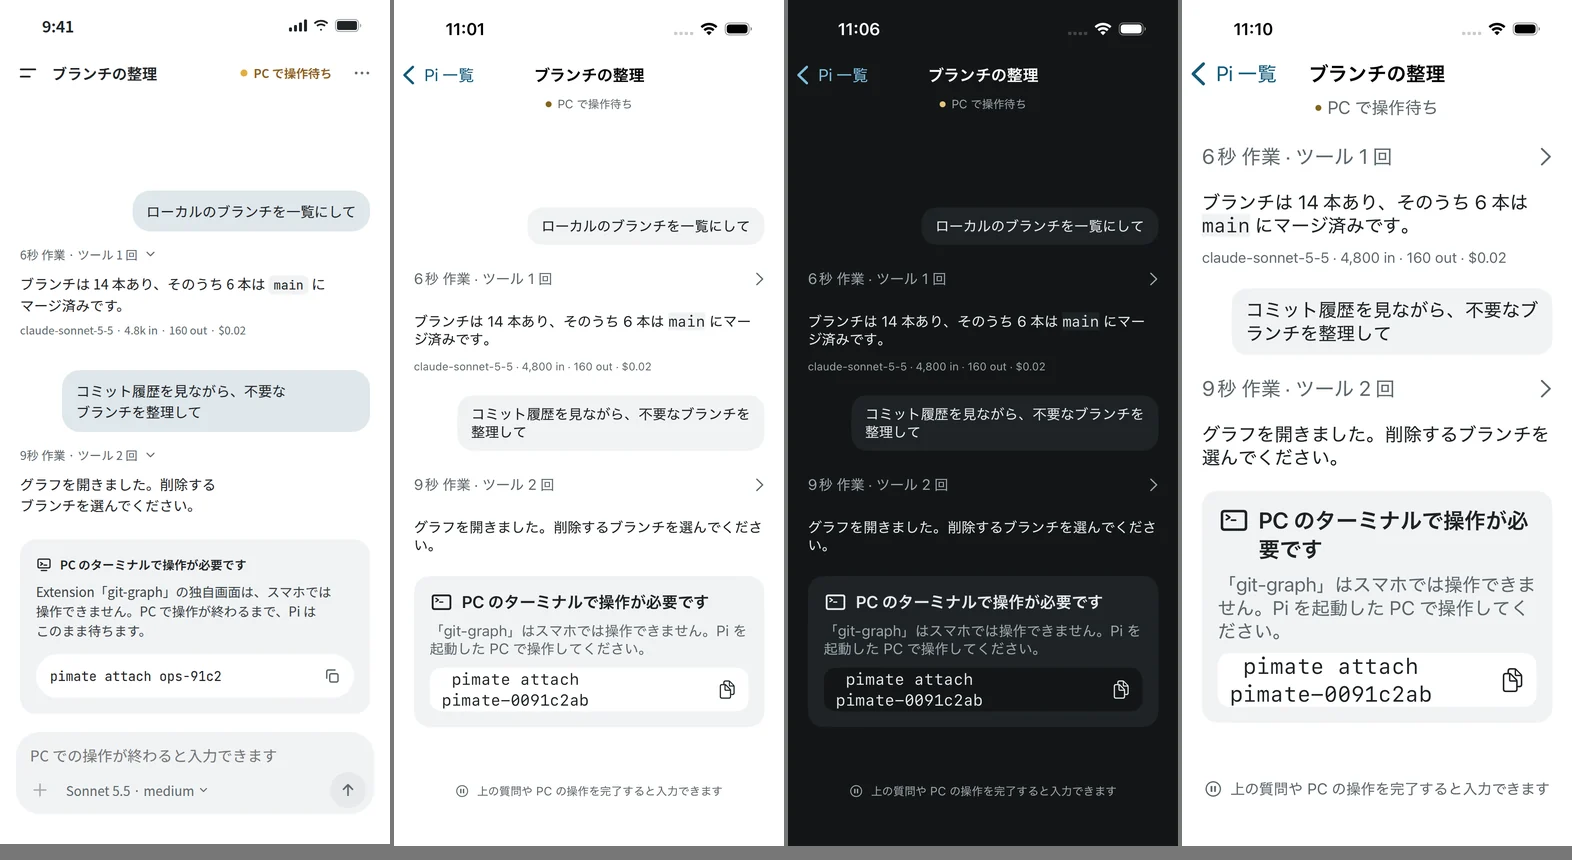 9:41
ブランチの整理
PC で操作待ち
ローカルのブランチを一覧にして
6秒 作業 · ツール 1 回
ブランチは 14 本あり、そのうち 6 本は main に
マージ済みです。
claude-sonnet-5-5 · 4.8k in · 160 out · $0.02
コミット履歴を見ながら、不要な
ブランチを整理して
9秒 作業 · ツール 2 回
グラフを開きました。削除する
ブランチを選んでください。
PC のターミナルで操作が必要です
Extension「git-graph」の独自画面は、スマホでは
操作できません。PC で操作が終わるまで、Pi は
このまま待ちます。
pimate attach ops-91c2
PC での操作が終わると入力できます
Sonnet 5.5 · medium
11:01
Pi 一覧
ブランチの整理
PC で操作待ち
ローカルのブランチを一覧にして
6秒 作業 · ツール 1 回
ブランチは 14 本あり、そのうち 6 本は main にマー
ジ済みです。
claude-sonnet-5-5 · 4,800 in · 160 out · $0.02
コミット履歴を見ながら、不要なブランチを
整理して
9秒 作業 · ツール 2 回
グラフを開きました。削除するブランチを選んでくださ
い。
PC のターミナルで操作が必要です
「git-graph」はスマホでは操作できません。Pi を
起動した PC で操作してください。
pimate attach
pimate-0091c2ab
上の質問や PC の操作を完了すると入力できます
11:06
Pi 一覧
ブランチの整理
PC で操作待ち
ローカルのブランチを一覧にして
6秒 作業 · ツール 1 回
ブランチは 14 本あり、そのうち 6 本は main にマー
ジ済みです。
claude-sonnet-5-5 · 4,800 in · 160 out · $0.02
コミット履歴を見ながら、不要なブランチを
整理して
9秒 作業 · ツール 2 回
グラフを開きました。削除するブランチを選んでくださ
い。
PC のターミナルで操作が必要です
「git-graph」はスマホでは操作できません。Pi を
起動した PC で操作してください。
pimate attach
pimate-0091c2ab
上の質問や PC の操作を完了すると入力できます
11:10
Pi 一覧
ブランチの整理
PC で操作待ち
6秒 作業 · ツール 1 回
ブランチは 14 本あり、そのうち 6 本は
main にマージ済みです。
claude-sonnet-5-5 · 4,800 in · 160 out · $0.02
コミット履歴を見ながら、不要なブ
ランチを整理して
9秒 作業 · ツール 2 回
グラフを開きました。削除するブランチを
選んでください。
PC のターミナルで操作が必
要です
「git-graph」はスマホでは操作できま
せん。Pi を起動した PC で操作してく
ださい。
pimate attach
pimate-0091c2ab
上の質問や PC の操作を完了すると入力できます